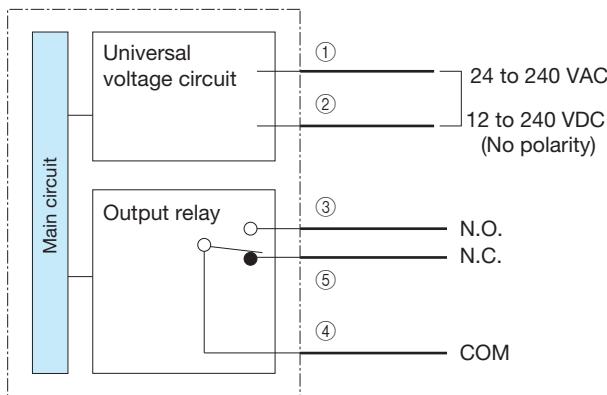 Main circuit
Universal
voltage circuit
①
②
24 to 240 VAC
12 to 240 VDC
(No polarity)
Output relay
③
N.O.
N.C.
⑤
④
COM